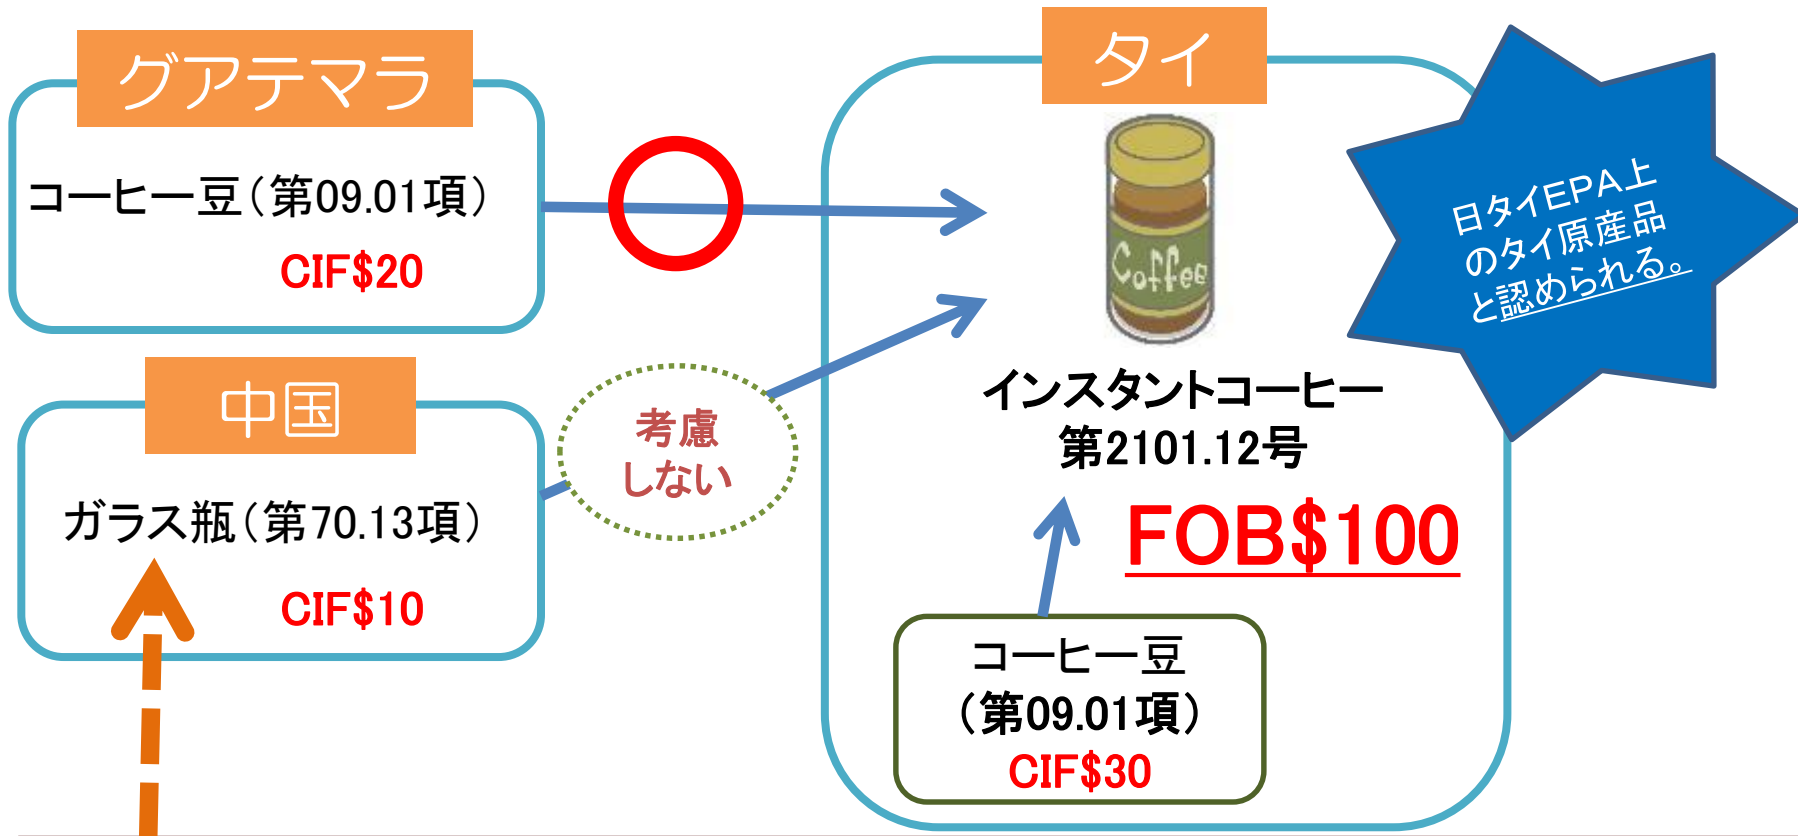 グアテマラ
コーヒー豆（第09.01項）
CIF$20
中国
ガラス瓶（第70.13項）
CIF$10
考慮
しない
タイ
Coffee
インスタントコーヒー
第2101.12号
FOB$100
コーヒー豆
（第09.01項）
CIF$30
日タイEPA上
のタイ原産品
と認められる。